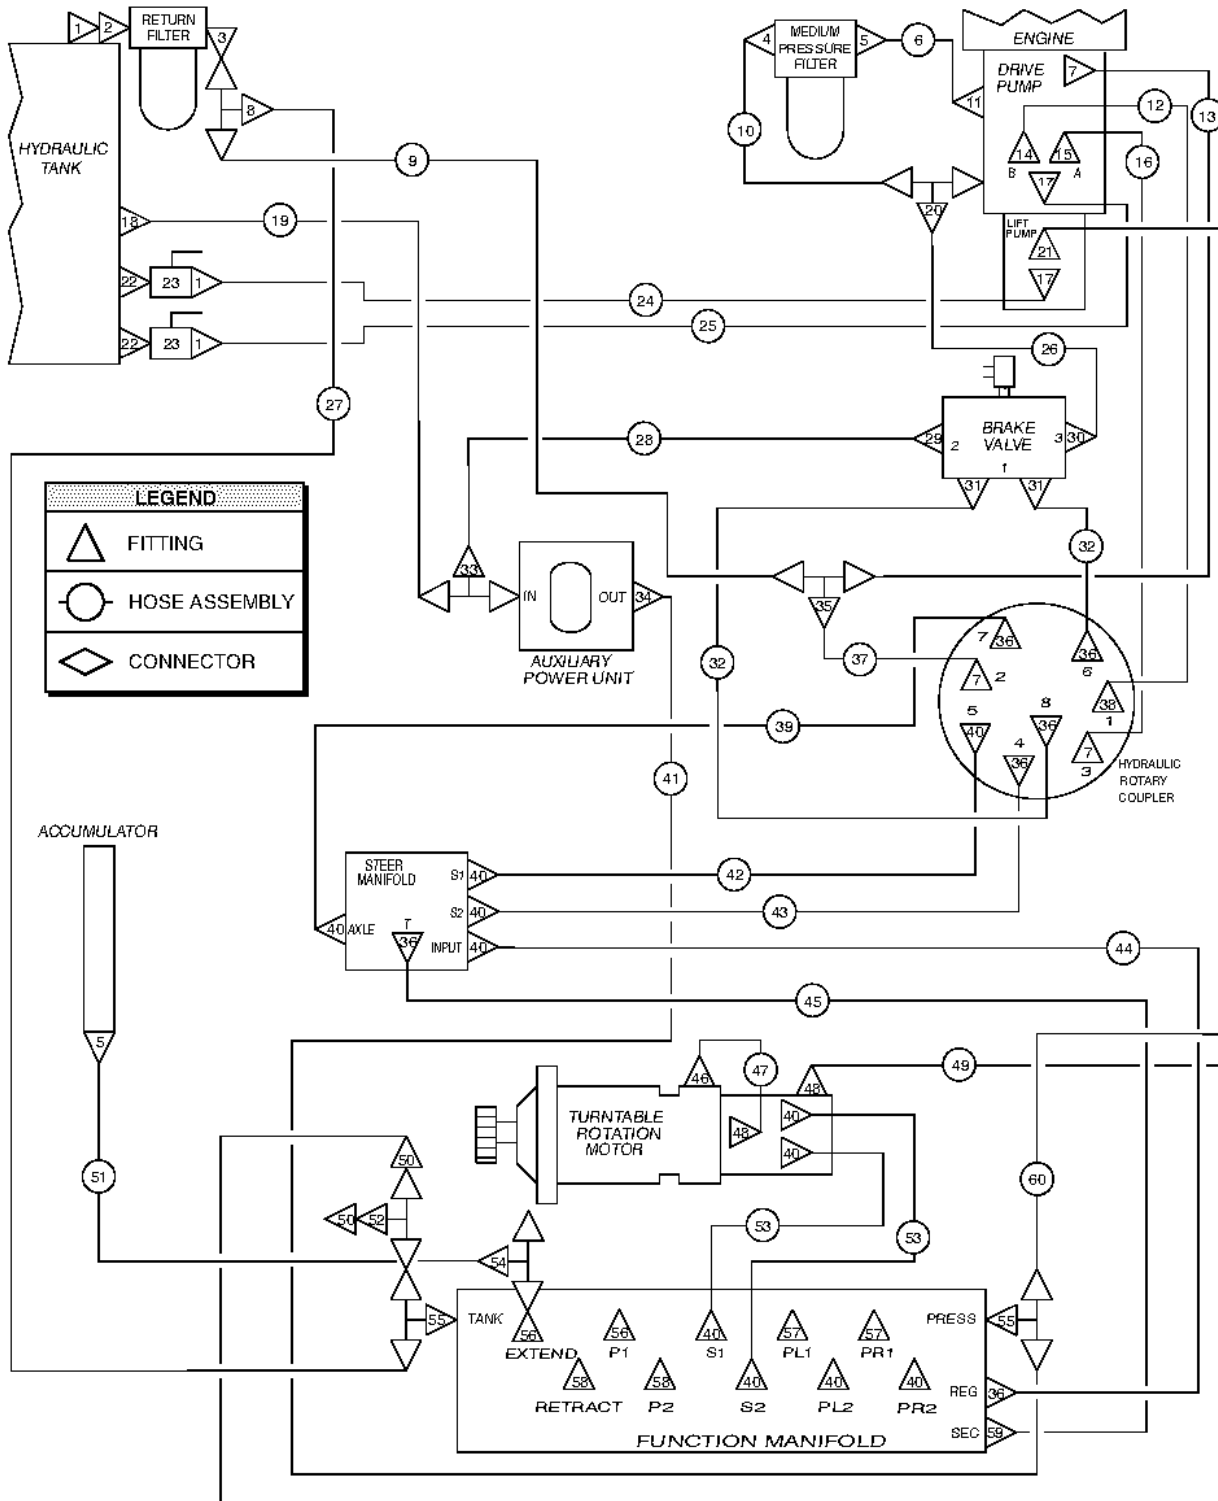 1 2 RETURN
FILTER
3
4 MEDIUM
PRESSURE
FILTER
5 6
ENGINE
DRIVE
PUMP
7
8
9
10
11
12
13
14
B
15
A
16
17
HYDRAULIC
TANK
18
19
20
LIFT
PUMP
21
17
22 23 1
24
22 23 1
25
26
27
28
29 2
BRAKE
VALVE
3 30
1
31 31
32
LEGEND
FITTING
HOSE ASSEMBLY
CONNECTOR
33
IN OUT 34
AUXILIARY
POWER UNIT
35
32
37
7 36
36
6
7 2
38
1
5
40
8
36
4
36
7
3
HYDRAULIC
ROTARY
COUPLER
39
41
ACCUMULATOR
STEER
MANIFOLD
S1 40
42
S2 40
43
40 AXLE
T
36
INPUT 40
44
45
5
46
47
48
49
TURNTABLE
ROTATION
MOTOR
48
40
40
50
51
50 52
53
53
54
60
55
TANK
56
EXTEND
56
P1
40
S1
57
PL1
57
PR1
PRESS 55
58
RETRACT
58
P2
40
S2
40
PL2
40
PR2
REG 36
SEC 59
FUNCTION MANIFOLD